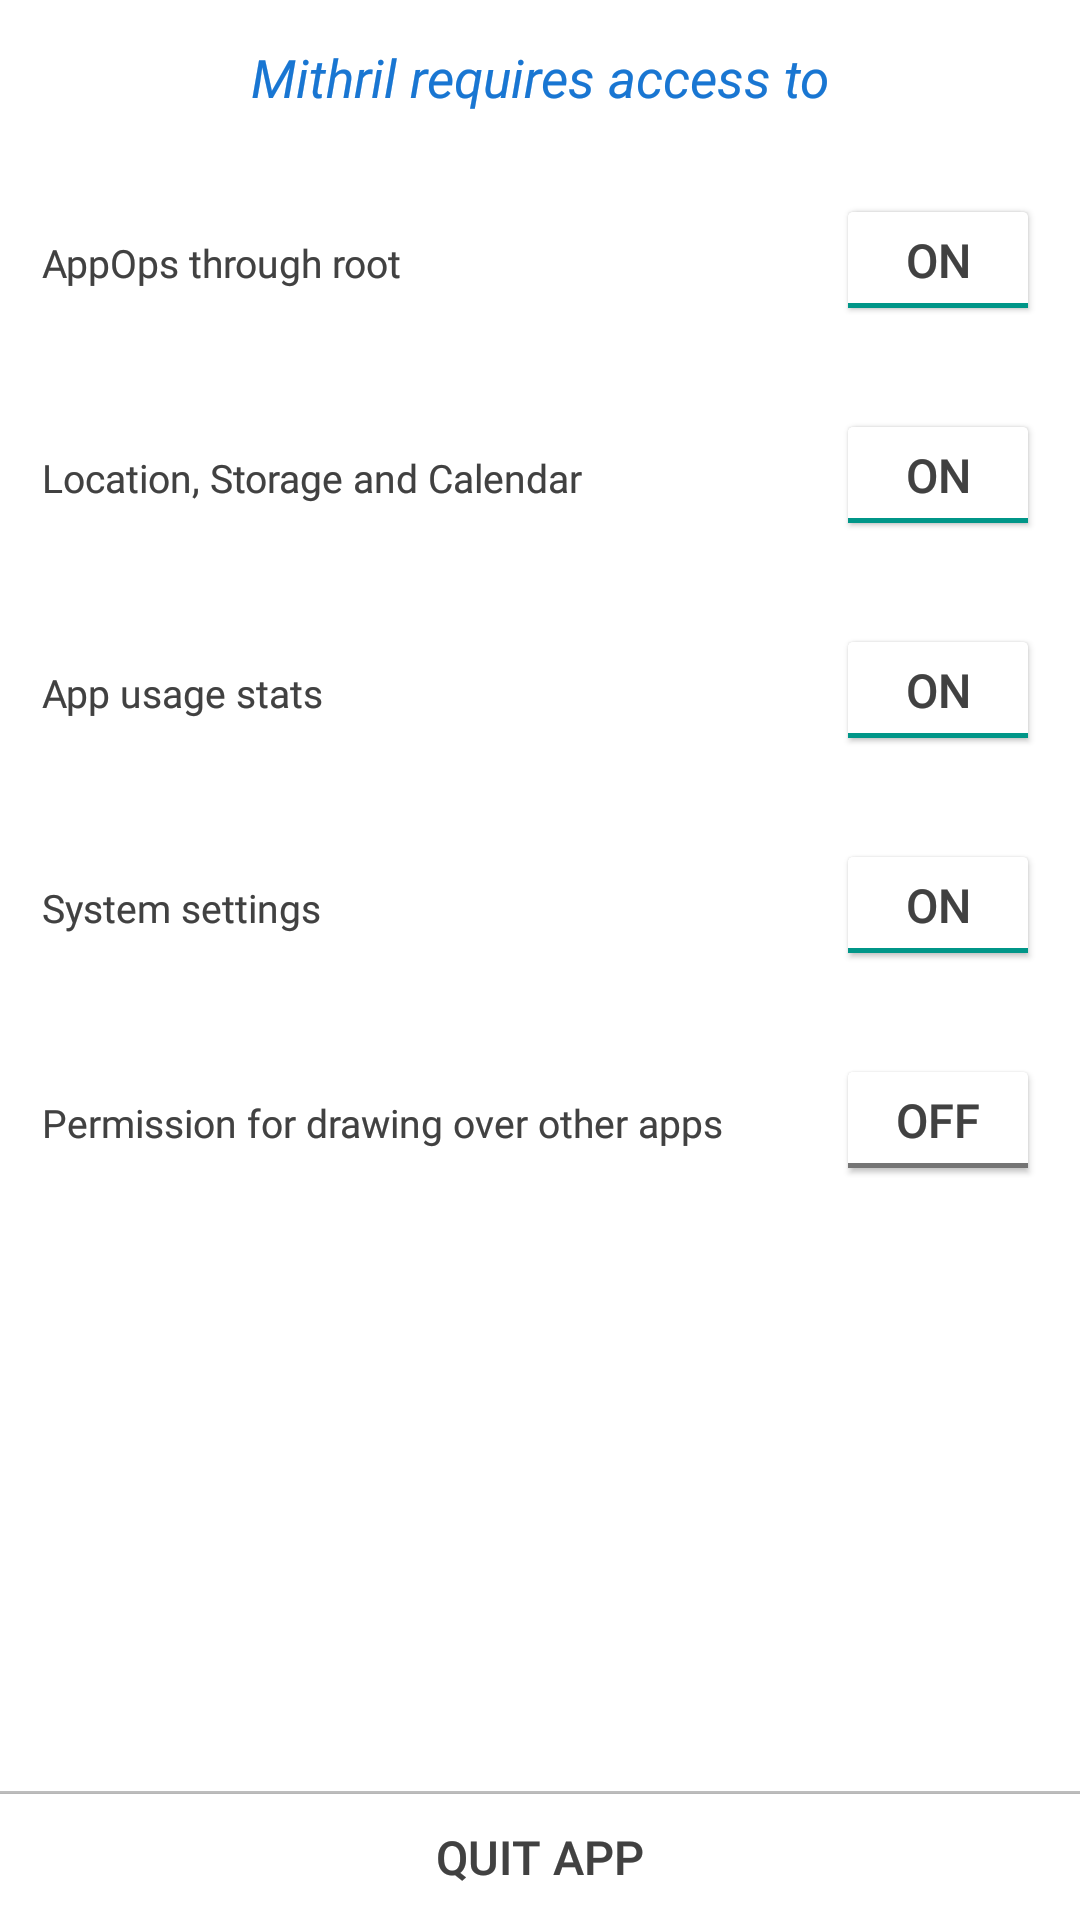 Mithril requires access to
AppOps through root ON
Location, Storage and Calendar ON
App usage stats ON
System settings ON
Permission for drawing over other apps OFF
QUIT APP